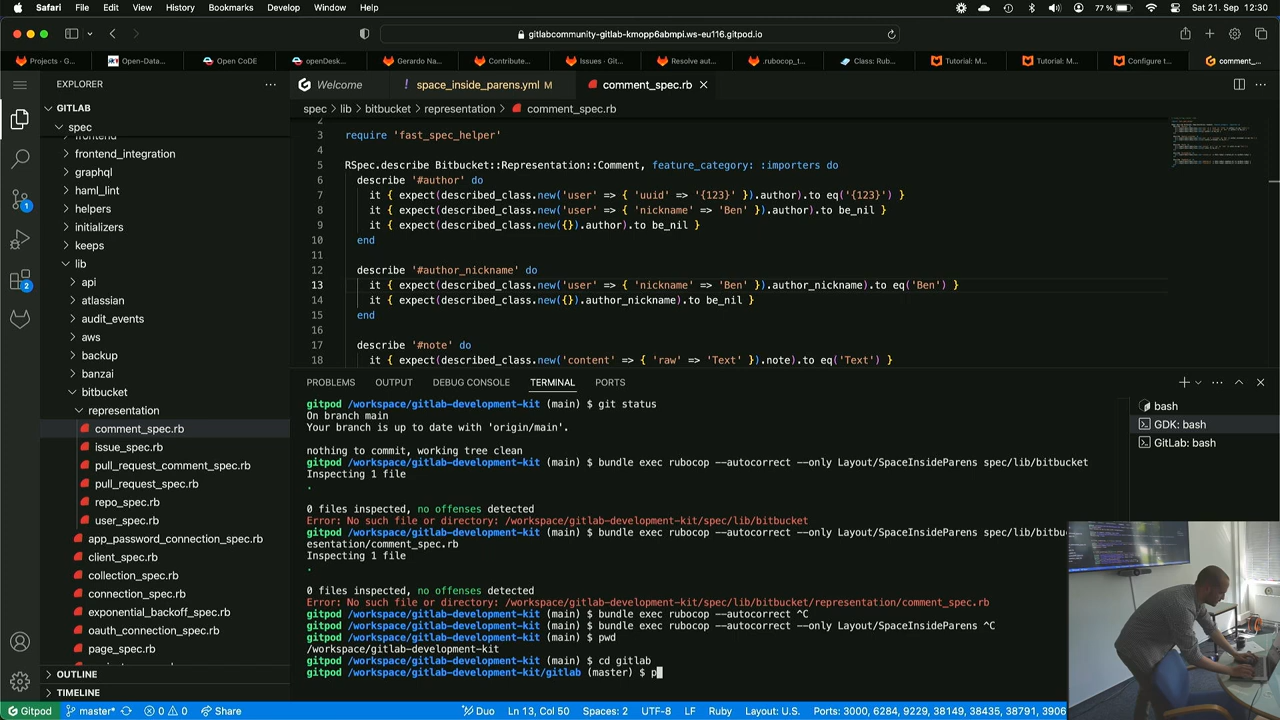 Safari File Edit View History Bookmarks Develop Window Help 77 % Sat 21. Sep. 12:30
gitlabcommunity-gitlab-kmopp6abmpi.ws-eu116.gitpod.io
Projects · G... Open-Data... Open CoDE openDesk... Gerardo Na... Contribute... Issues · Git... Resolve aut... .rubocop_t... Class: Rub... Tutorial: M... Tutorial: M... Configure t... comment_...
EXPLORER
Welcome space_inside_parens.yml M comment_spec.rb
GITLAB
spec > lib > bitbucket > representation > comment_spec.rb
spec
frontend
frontend_integration
graphql
haml_lint
helpers
initializers
keeps
lib
api
atlassian
audit_events
aws
backup
banzai
bitbucket
representation
comment_spec.rb
issue_spec.rb
pull_request_comment_spec.rb
pull_request_spec.rb
repo_spec.rb
user_spec.rb
app_password_connection_spec.rb
client_spec.rb
collection_spec.rb
connection_spec.rb
exponential_backoff_spec.rb
oauth_connection_spec.rb
page_spec.rb
OUTLINE
TIMELINE
2
3 require 'fast_spec_helper'
4
5 RSpec.describe Bitbucket::Representation::Comment, feature_category: :importers do
6 describe '#author' do
7 it { expect(described_class.new('user' => { 'uuid' => '{123}' }).author).to eq('{123}') }
8 it { expect(described_class.new('user' => { 'nickname' => 'Ben' }).author).to be_nil }
9 it { expect(described_class.new({}).author).to be_nil }
10 end
11
12 describe '#author_nickname' do
13 it { expect(described_class.new('user' => { 'nickname' => 'Ben' }).author_nickname).to eq('Ben') }
14 it { expect(described_class.new({}).author_nickname).to be_nil }
15 end
16
17 describe '#note' do
18 it { expect(described_class.new('content' => { 'raw' => 'Text' }).note).to eq('Text') }
PROBLEMS OUTPUT DEBUG CONSOLE TERMINAL PORTS
gitpod /workspace/gitlab-development-kit (main) $ git status
On branch main
Your branch is up to date with 'origin/main'.
nothing to commit, working tree clean
gitpod /workspace/gitlab-development-kit (main) $ bundle exec rubocop --autocorrect --only Layout/SpaceInsideParens spec/lib/bitbucket
Inspecting 1 file
.
0 files inspected, no offenses detected
Error: No such file or directory: /workspace/gitlab-development-kit/spec/lib/bitbucket
gitpod /workspace/gitlab-development-kit (main) $ bundle exec rubocop --autocorrect --only Layout/SpaceInsideParens spec/lib/bitbu
esentation/comment_spec.rb
Inspecting 1 file
.
0 files inspected, no offenses detected
Error: No such file or directory: /workspace/gitlab-development-kit/spec/lib/bitbucket/representation/comment_spec.rb
gitpod /workspace/gitlab-development-kit (main) $ bundle exec rubocop --autocorrect ^C
gitpod /workspace/gitlab-development-kit (main) $ bundle exec rubocop --autocorrect --only Layout/SpaceInsideParens ^C
gitpod /workspace/gitlab-development-kit (main) $ pwd
/workspace/gitlab-development-kit
gitpod /workspace/gitlab-development-kit (main) $ cd gitlab
gitpod /workspace/gitlab-development-kit/gitlab (master) $ p
bash
GDK: bash
GitLab: bash
1
2
Gitpod master* 0 0 Share Duo Ln 13, Col 50 Spaces: 2 UTF-8 LF Ruby Layout: U.S. Ports: 3000, 6284, 9229, 38149, 38435, 38791, 3906